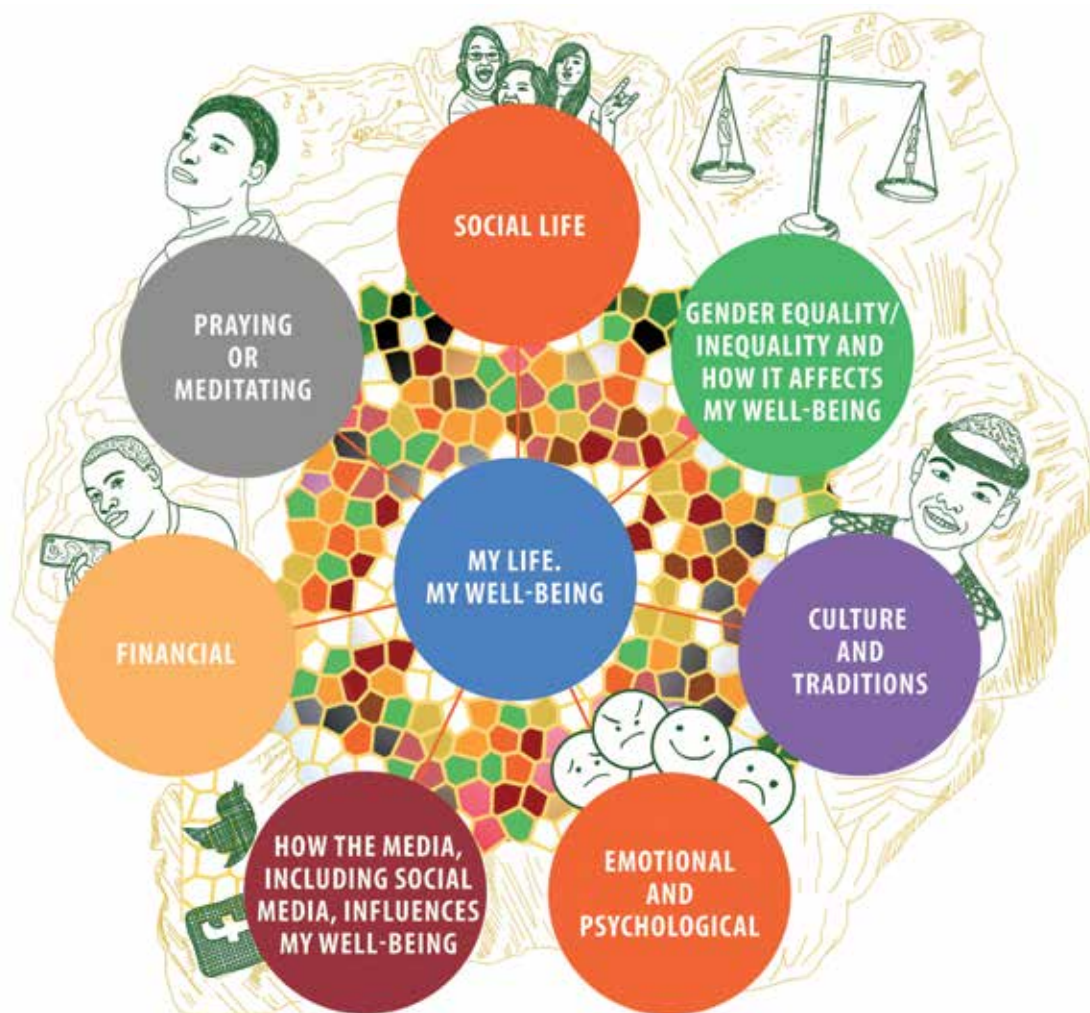 SOCIAL LIFE
GENDER EQUALITY/
INEQUALITY AND
HOW IT AFFECTS
MY WELL-BEING
PRAYING
OR
MEDITATING
MY LIFE.
MY WELL-BEING
FINANCIAL
CULTURE
AND
TRADITIONS
HOW THE MEDIA,
INCLUDING SOCIAL
MEDIA, INFLUENCES
MY WELL-BEING
EMOTIONAL
AND
PSYCHOLOGICAL
f